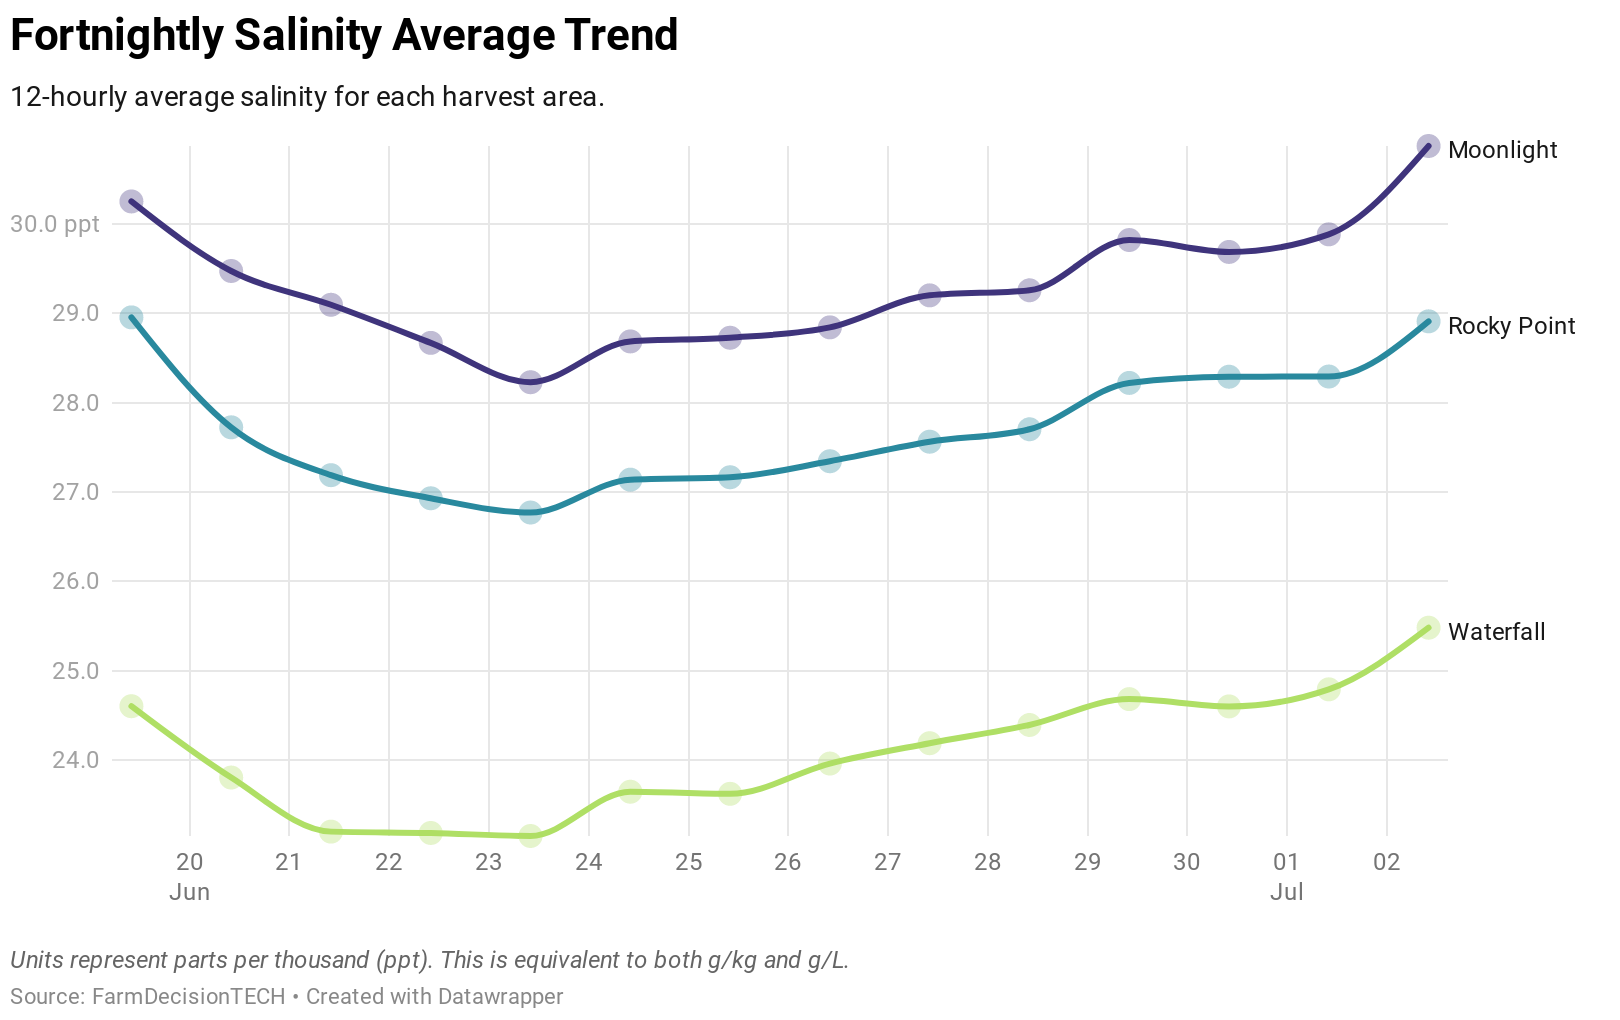 Fortnightly Salinity Average Trend
12-hourly average salinity for each harvest area.
Moonlight
30.0 ppt
29.0
Rocky Point
28.0
27.0
26.0
Waterfall
25.0
24.0
20 21 22 23 24 25 26 27 28 29 30 01 02
Jun Jul
Units represent parts per thousand (ppt). This is equivalent to both g/kg and g/L.
Source: FarmDecisionTECH • Created with Datawrapper